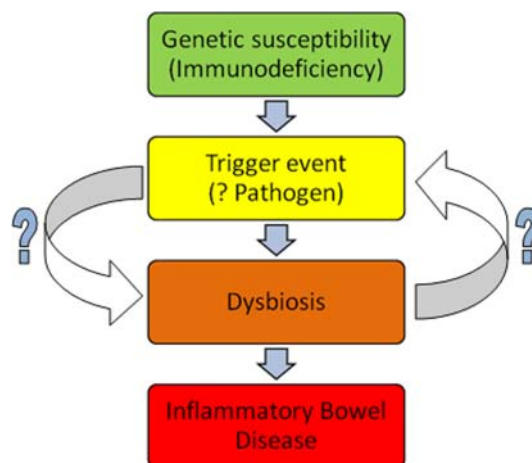 Genetic susceptibility
(Immunodeficiency)
Trigger event
(? Pathogen)
?
?
Dysbiosis
Inflammatory Bowel
Disease